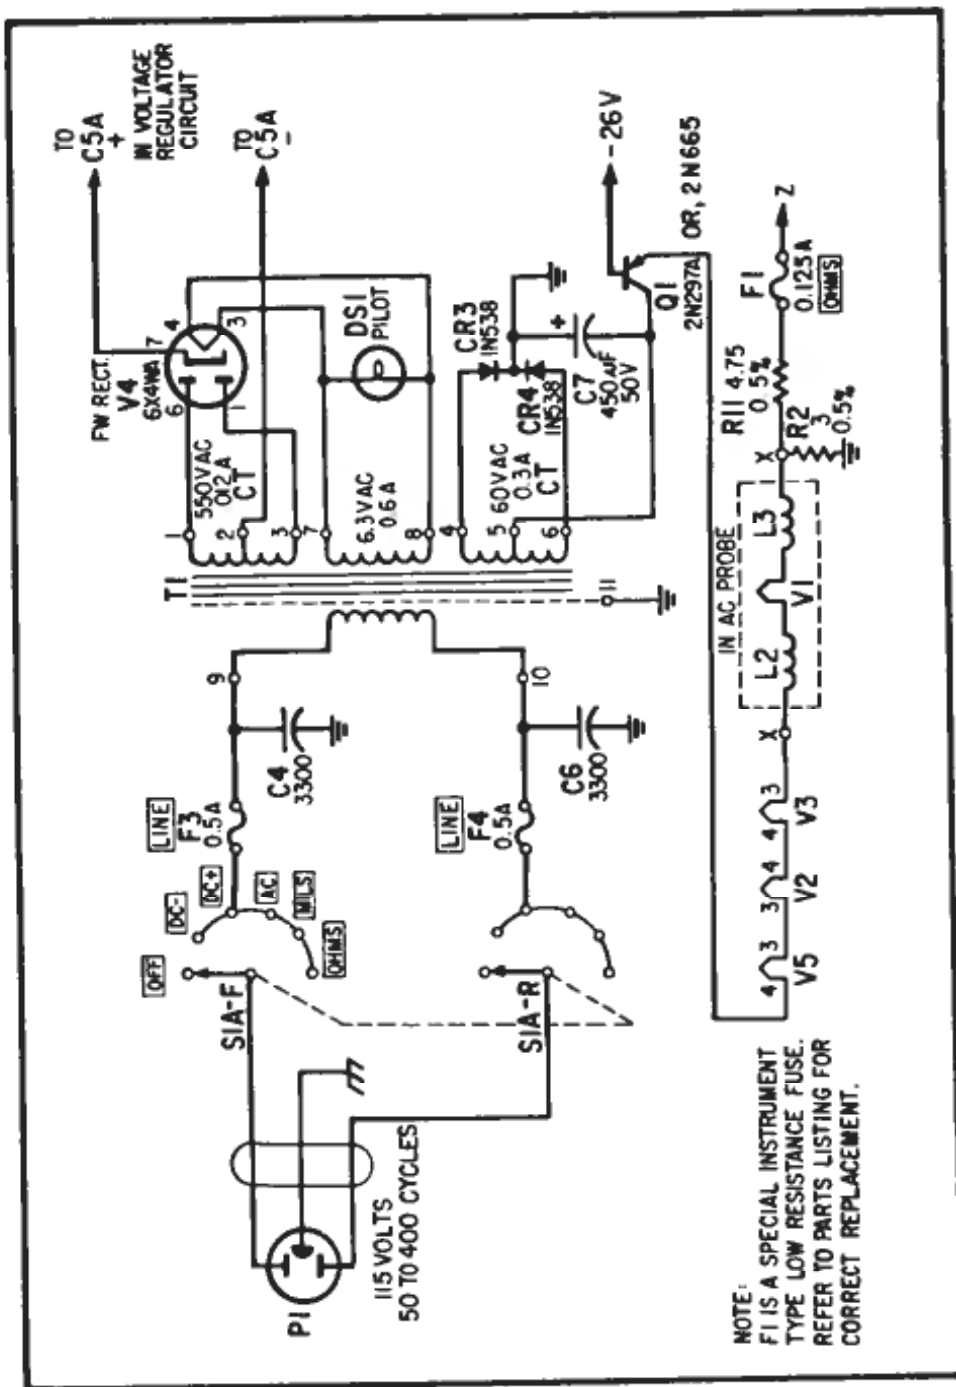 P1
115 VOLTS
50 TO 400 CYCLES
S1A-F
OFF
DC-
DC+
AC
MILS
OHMS
LINE
F3
0.5A
C4
3300
9
S1A-R
LINE
F4
0.5A
C6
3300
10
T1
11
1
2
3
550VAC
.012 A
CT
7
8
6.3VAC
0.6 A
4
5
6
60VAC
0.3A
CT
FW RECT.
V4
6X4WA
6
7
4
1
3
TO
C5A
+
IN VOLTAGE
REGULATOR
CIRCUIT
TO
C5A
-
DS1
PILOT
CR3
1N538
CR4
1N538
C7
450 µF
50V
+
-26V
Q1
2N297A OR, 2N665
4 3
V5
3 4
V2
4 3
V3
X
IN AC PROBE
L2
V1
L3
X
R2
3
0.5%
R11 4.75
0.5%
F1
0.125A
OHMS
Z
NOTE:
F1 IS A SPECIAL INSTRUMENT
TYPE LOW RESISTANCE FUSE.
REFER TO PARTS LISTING FOR
CORRECT REPLACEMENT.